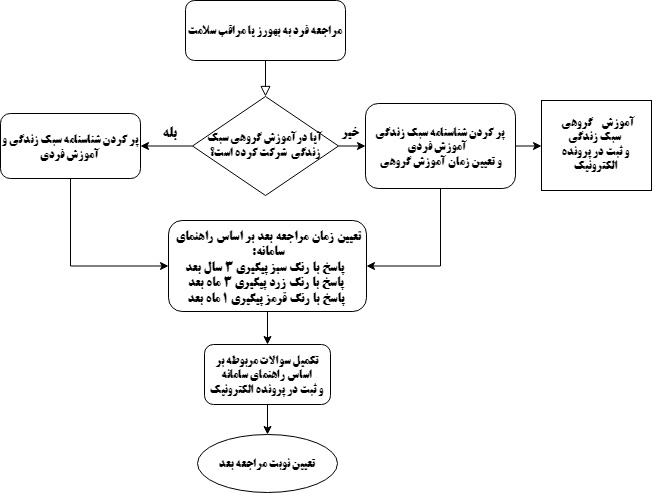 مراجعه فرد به بهورز یا مراقب سلامت
آیا در آموزش گروهی سبک
زندگی شرکت کرده است؟
خیر
بله
پر کردن شناسنامه سبک زندگی
آموزش فردی
و تعیین زمان آموزش گروهی
آموزش گروهی
سبک زندگی
و ثبت در پرونده
الکترونیک
پر کردن شناسنامه سبک زندگی و
آموزش فردی
تعیین زمان مراجعه بعد بر اساس راهنمای
سامانه:
پاسخ با رنگ سبز پیگیری ۳ سال بعد
پاسخ با رنگ زرد پیگیری ۳ ماه بعد
پاسخ با رنگ قرمز پیگیری ۱ ماه بعد
تکمیل سوالات مربوطه بر
اساس راهنمای سامانه
و ثبت در پرونده الکترونیک
تعیین نوبت مراجعه بعد